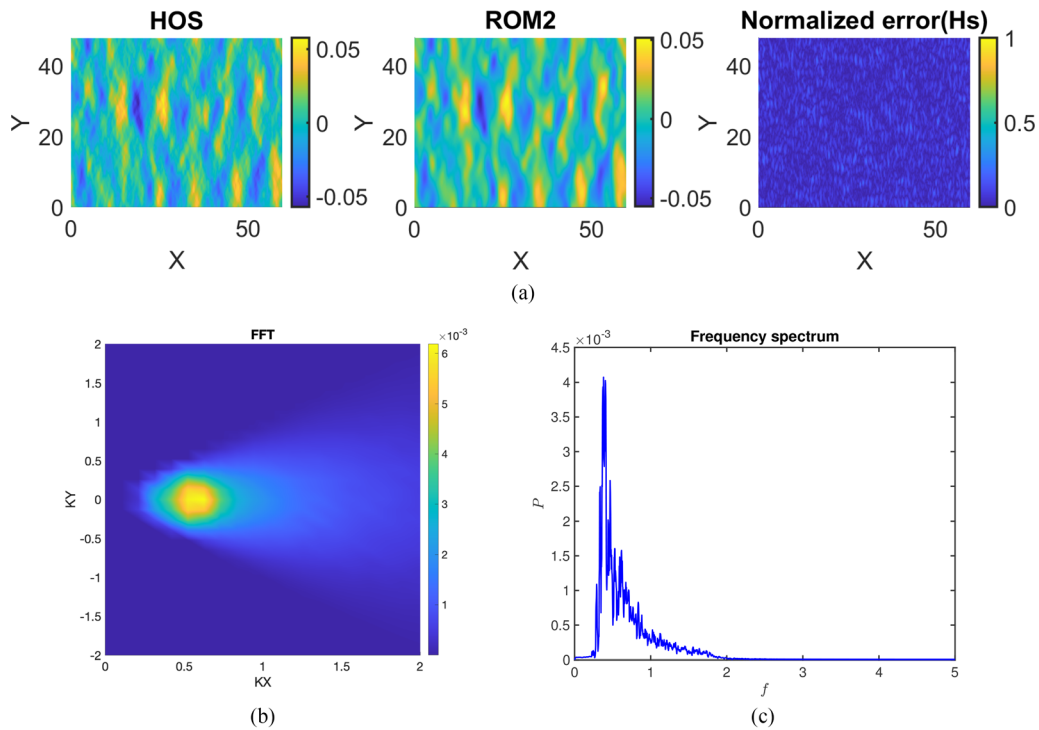 HOS ROM2 Normalized error(Hs)
0.05 0.05 1
40 40 40
Y 0 Y 0 Y 0.5
20 20 20
-0.05 -0.05
0 0 0 0
0 50 0 50 0 50
X X X
(a)
FFT
×10⁻³
2
6
1.5
1
5
0.5
4
KY 0
3
-0.5
2
-1
1
-1.5
-2
0 0.5 1 1.5 2
KX
(b)
Frequency spectrum
×10⁻³
4.5
4
3.5
3
2.5
P
2
1.5
1
0.5
0
0 1 2 3 4 5
f
(c)